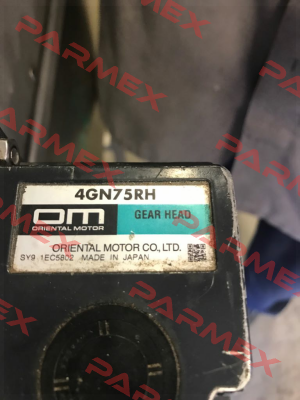 4GN75RH
OM
ORIENTAL MOTOR
GEAR HEAD
ORIENTAL MOTOR CO., LTD.
SY9 1EC5802 MADE IN JAPAN
PARMEX
PARMEX
PARMEX
PARMEX
PARMEX
PARMEX